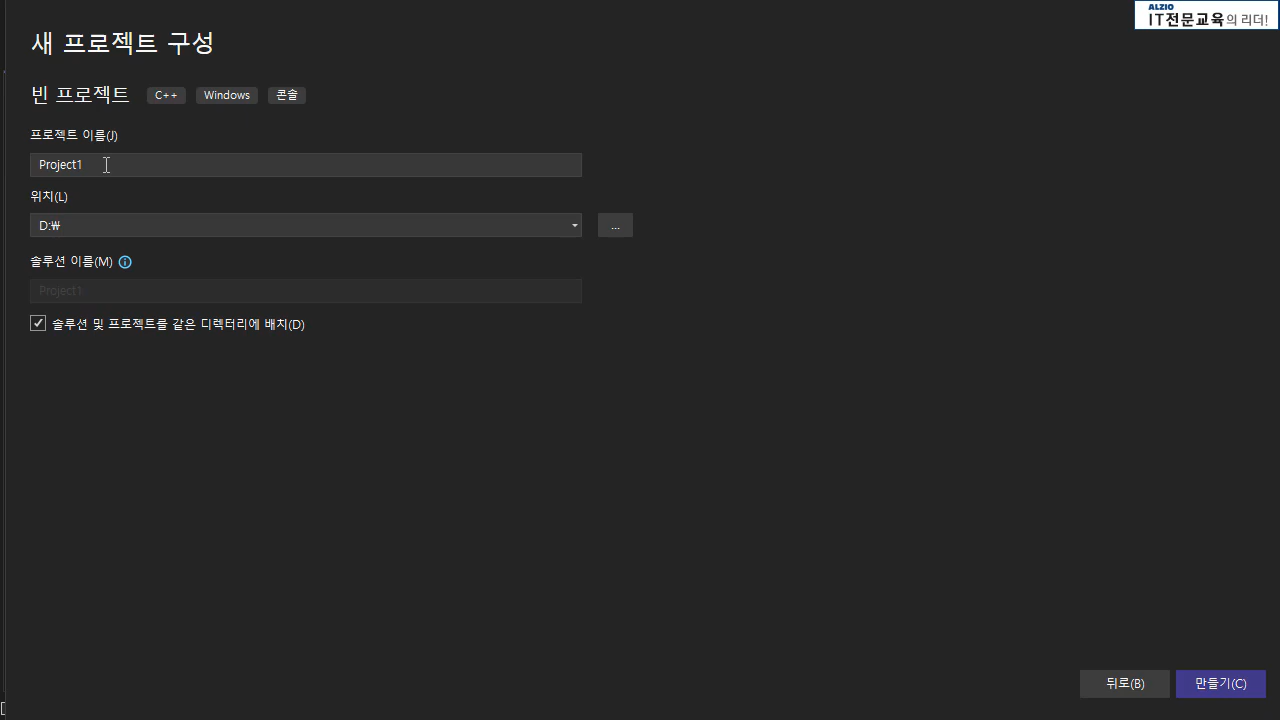 ALZIO
IT전문교육의 리더!
새 프로젝트 구성
빈 프로젝트 C++ Windows 콘솔
프로젝트 이름(J)
Project1
위치(L)
D:₩
...
솔루션 이름(M)
Project1
솔루션 및 프로젝트를 같은 디렉터리에 배치(D)
뒤로(B) 만들기(C)